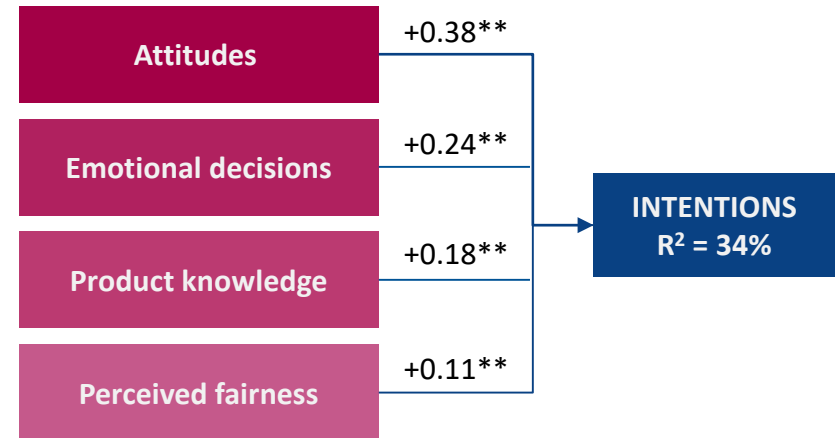 +0.38**
Attitudes
+0.24**
Emotional decisions
INTENTIONS
R² = 34%
+0.18**
Product knowledge
+0.11**
Perceived fairness